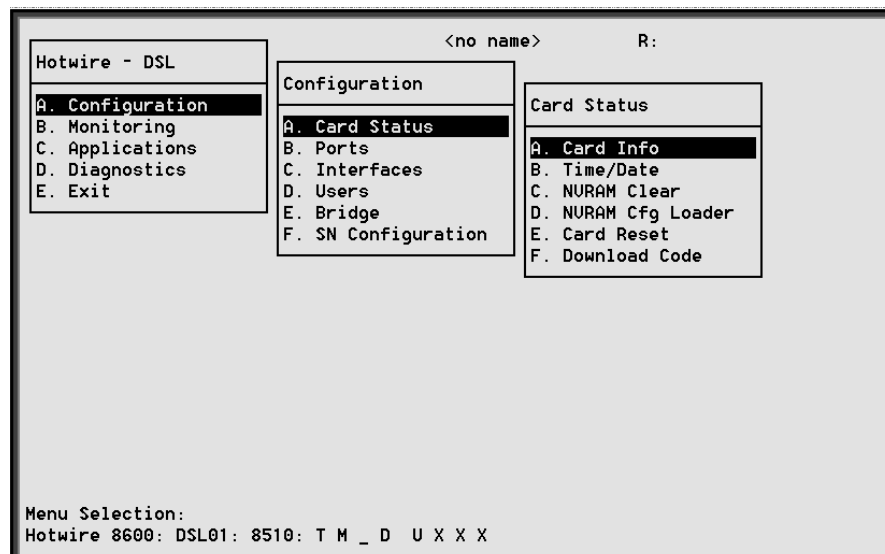 <no name> R:
Hotwire - DSL
A. Configuration
B. Monitoring
C. Applications
D. Diagnostics
E. Exit
Configuration
A. Card Status
B. Ports
C. Interfaces
D. Users
E. Bridge
F. SN Configuration
Card Status
A. Card Info
B. Time/Date
C. NVRAM Clear
D. NVRAM Cfg Loader
E. Card Reset
F. Download Code
Menu Selection:
Hotwire 8600: DSL01: 8510: T M _ D U X X X